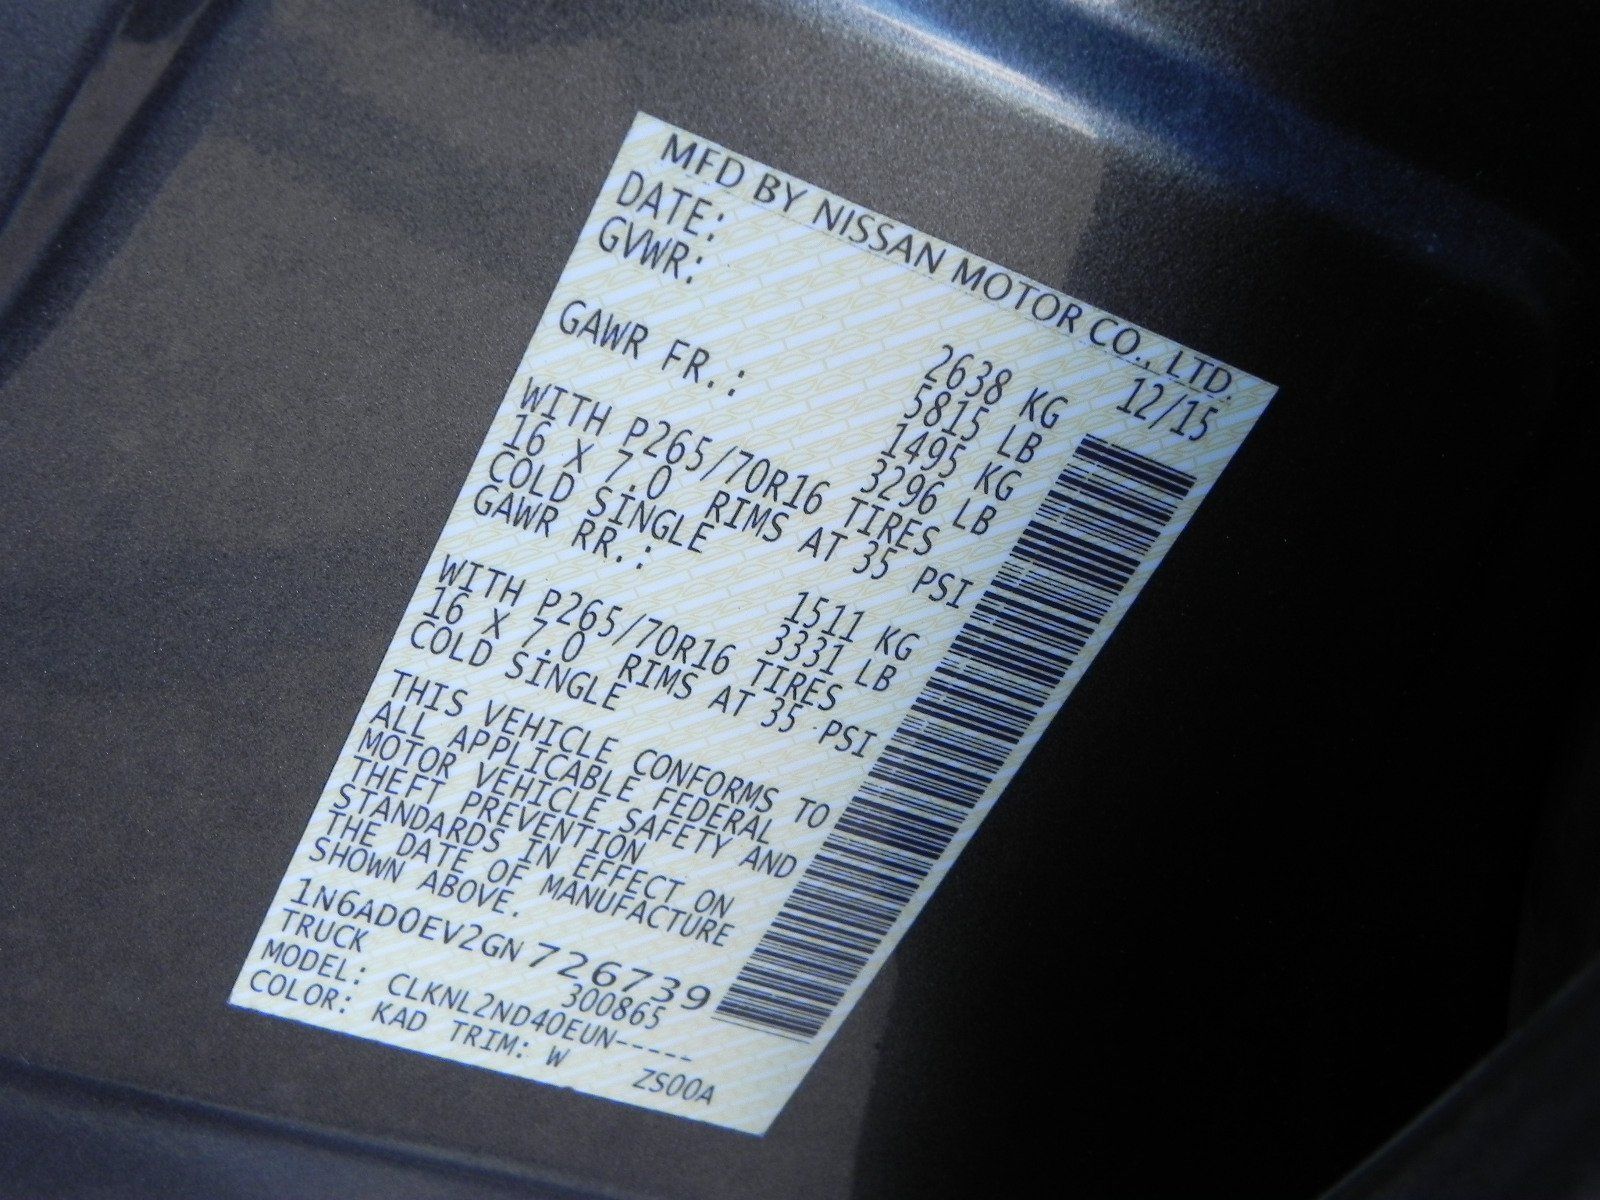 MFD BY NISSAN MOTOR CO., LTD.
DATE: 12/15
GVWR: 2638 KG
5815 LB
GAWR FR.: 1495 KG
3296 LB
WITH P265/70R16 TIRES
16 X 7.0 RIMS AT 35 PSI
COLD SINGLE
GAWR RR.: 1511 KG
3331 LB
WITH P265/70R16 TIRES
16 X 7.0 RIMS AT 35 PSI
COLD SINGLE
THIS VEHICLE CONFORMS TO
ALL APPLICABLE FEDERAL
MOTOR VEHICLE SAFETY AND
THEFT PREVENTION
STANDARDS IN EFFECT ON
THE DATE OF MANUFACTURE
SHOWN ABOVE.
1N6AD0EV2GN726739
TRUCK 300865
MODEL: CLKNL2ND40EUN-----
COLOR: KAD TRIM: W ZS00A